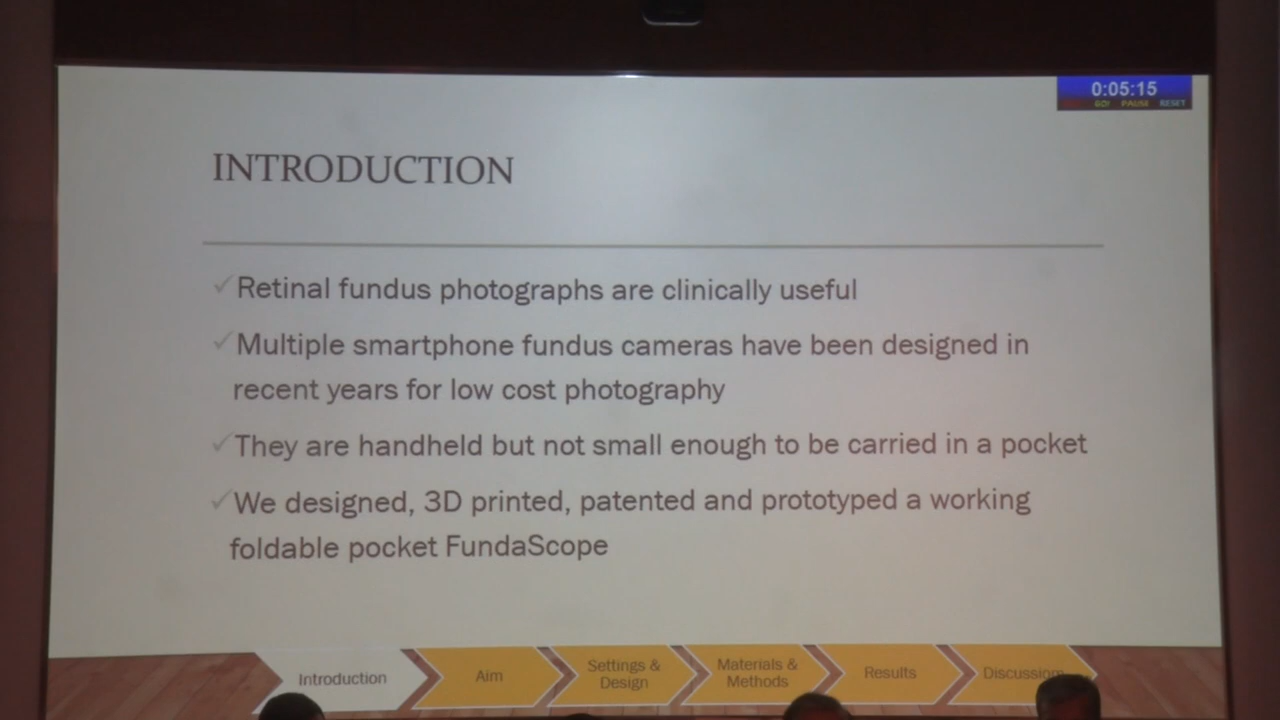 0:05:15
GO! PAUSE RESET
INTRODUCTION
✓Retinal fundus photographs are clinically useful
✓Multiple smartphone fundus cameras have been designed in
recent years for low cost photography
✓They are handheld but not small enough to be carried in a pocket
✓We designed, 3D printed, patented and prototyped a working
foldable pocket FundaScope
Introduction
Aim
Settings &
Design
Materials &
Methods
Results
Discussion